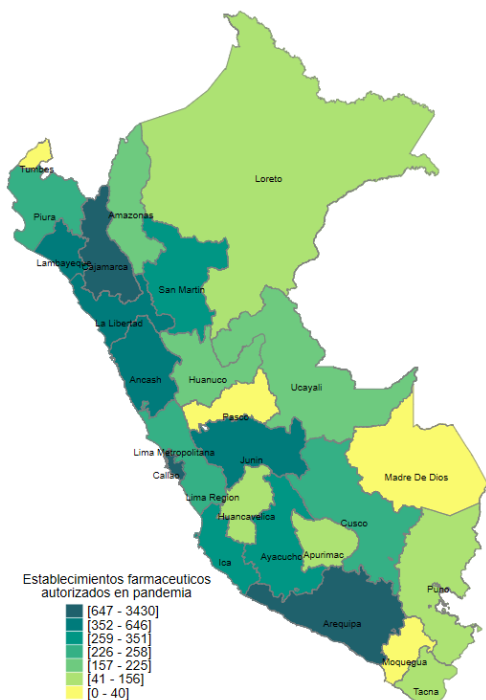 Loreto
Tumbes
Amazonas
Piura
Lambayeque
Cajamarca
San Martin
La Libertad
Ancash
Huanuco
Ucayali
Pasco
Lima Metropolitana
Junin
Callao
Madre De Dios
Lima Region
Huancavelica
Cusco
Ica
Ayacucho
Apurimac
Puno
Arequipa
Moquegua
Tacna
Establecimientos farmaceuticos
autorizados en pandemia
[647 - 3430]
[352 - 646]
[259 - 351]
[226 - 258]
[157 - 225]
[41 - 156]
[0 - 40]